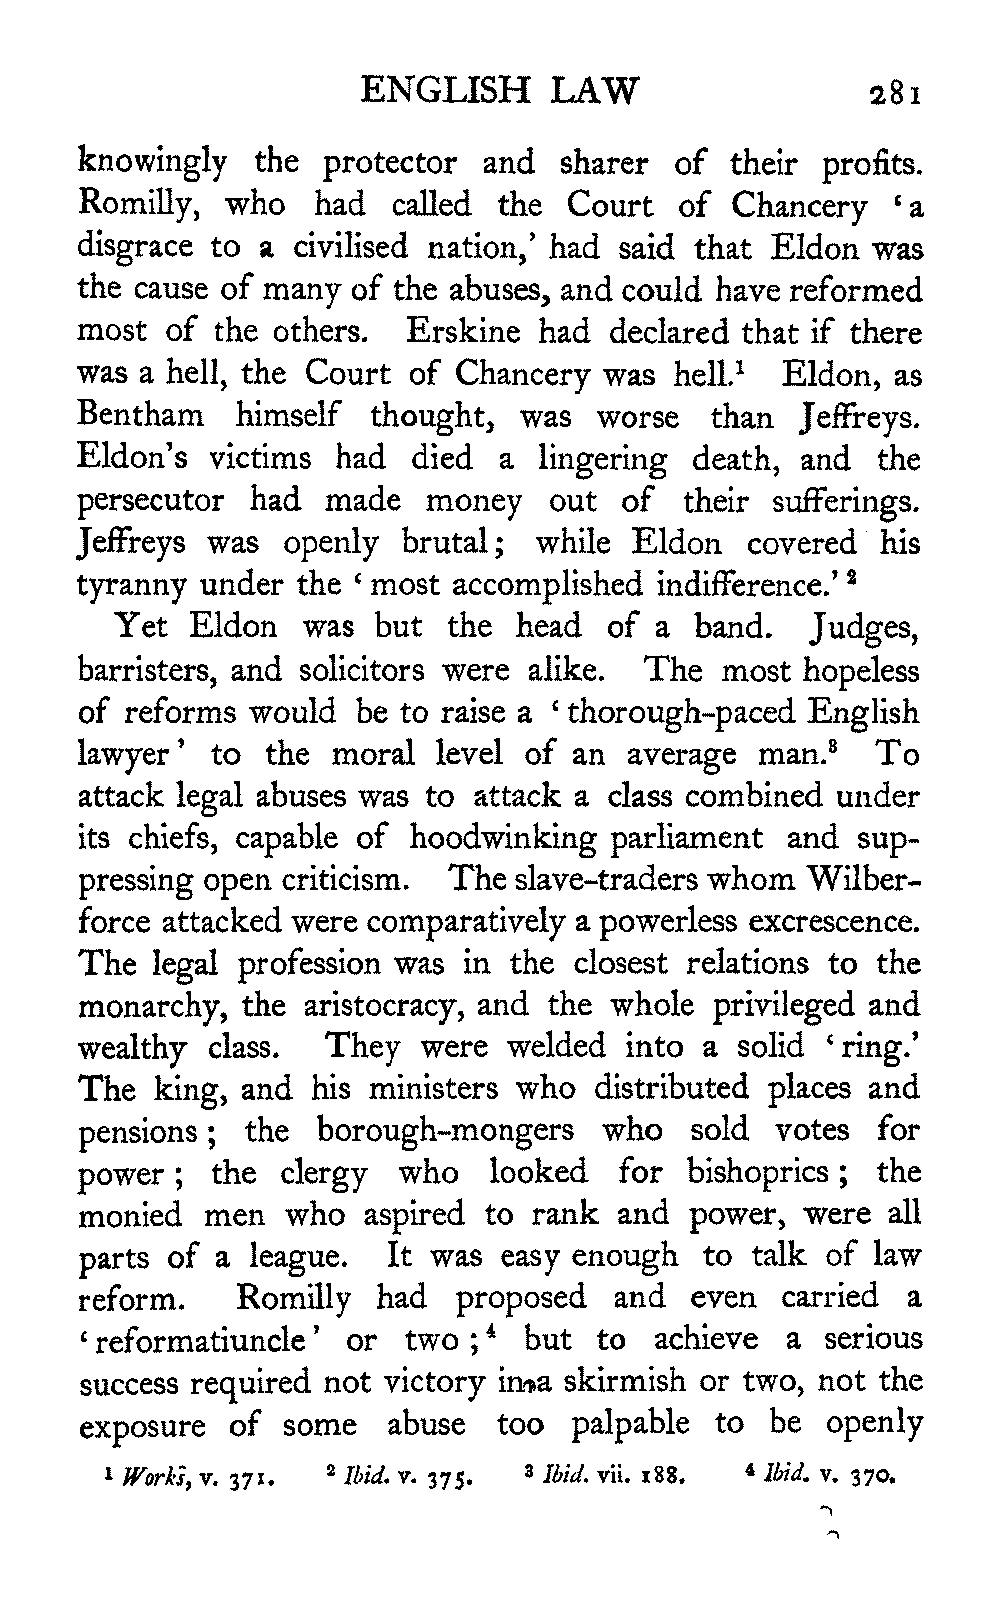 ENGLISH LAW 281
knowingly the protector and sharer of their profits.
Romilly, who had called the Court of Chancery ‘a
disgrace to a civilised nation,’ had said that Eldon was
the cause of many of the abuses, and could have reformed
most of the others. Erskine had declared that if there
was a hell, the Court of Chancery was hell.¹ Eldon, as
Bentham himself thought, was worse than Jeffreys.
Eldon’s victims had died a lingering death, and the
persecutor had made money out of their sufferings.
Jeffreys was openly brutal; while Eldon covered his
tyranny under the ‘most accomplished indifference.’²
Yet Eldon was but the head of a band. Judges,
barristers, and solicitors were alike. The most hopeless
of reforms would be to raise a ‘thorough-paced English
lawyer’ to the moral level of an average man.³ To
attack legal abuses was to attack a class combined under
its chiefs, capable of hoodwinking parliament and sup-
pressing open criticism. The slave-traders whom Wilber-
force attacked were comparatively a powerless excrescence.
The legal profession was in the closest relations to the
monarchy, the aristocracy, and the whole privileged and
wealthy class. They were welded into a solid ‘ring.’
The king, and his ministers who distributed places and
pensions; the borough-mongers who sold votes for
power; the clergy who looked for bishoprics; the
monied men who aspired to rank and power, were all
parts of a league. It was easy enough to talk of law
reform. Romilly had proposed and even carried a
‘reformatiuncle’ or two;⁴ but to achieve a serious
success required not victory in a skirmish or two, not the
exposure of some abuse too palpable to be openly
¹ Works, v. 371. ² Ibid. v. 375. ³ Ibid. vii. 188. ⁴ Ibid. v. 370.